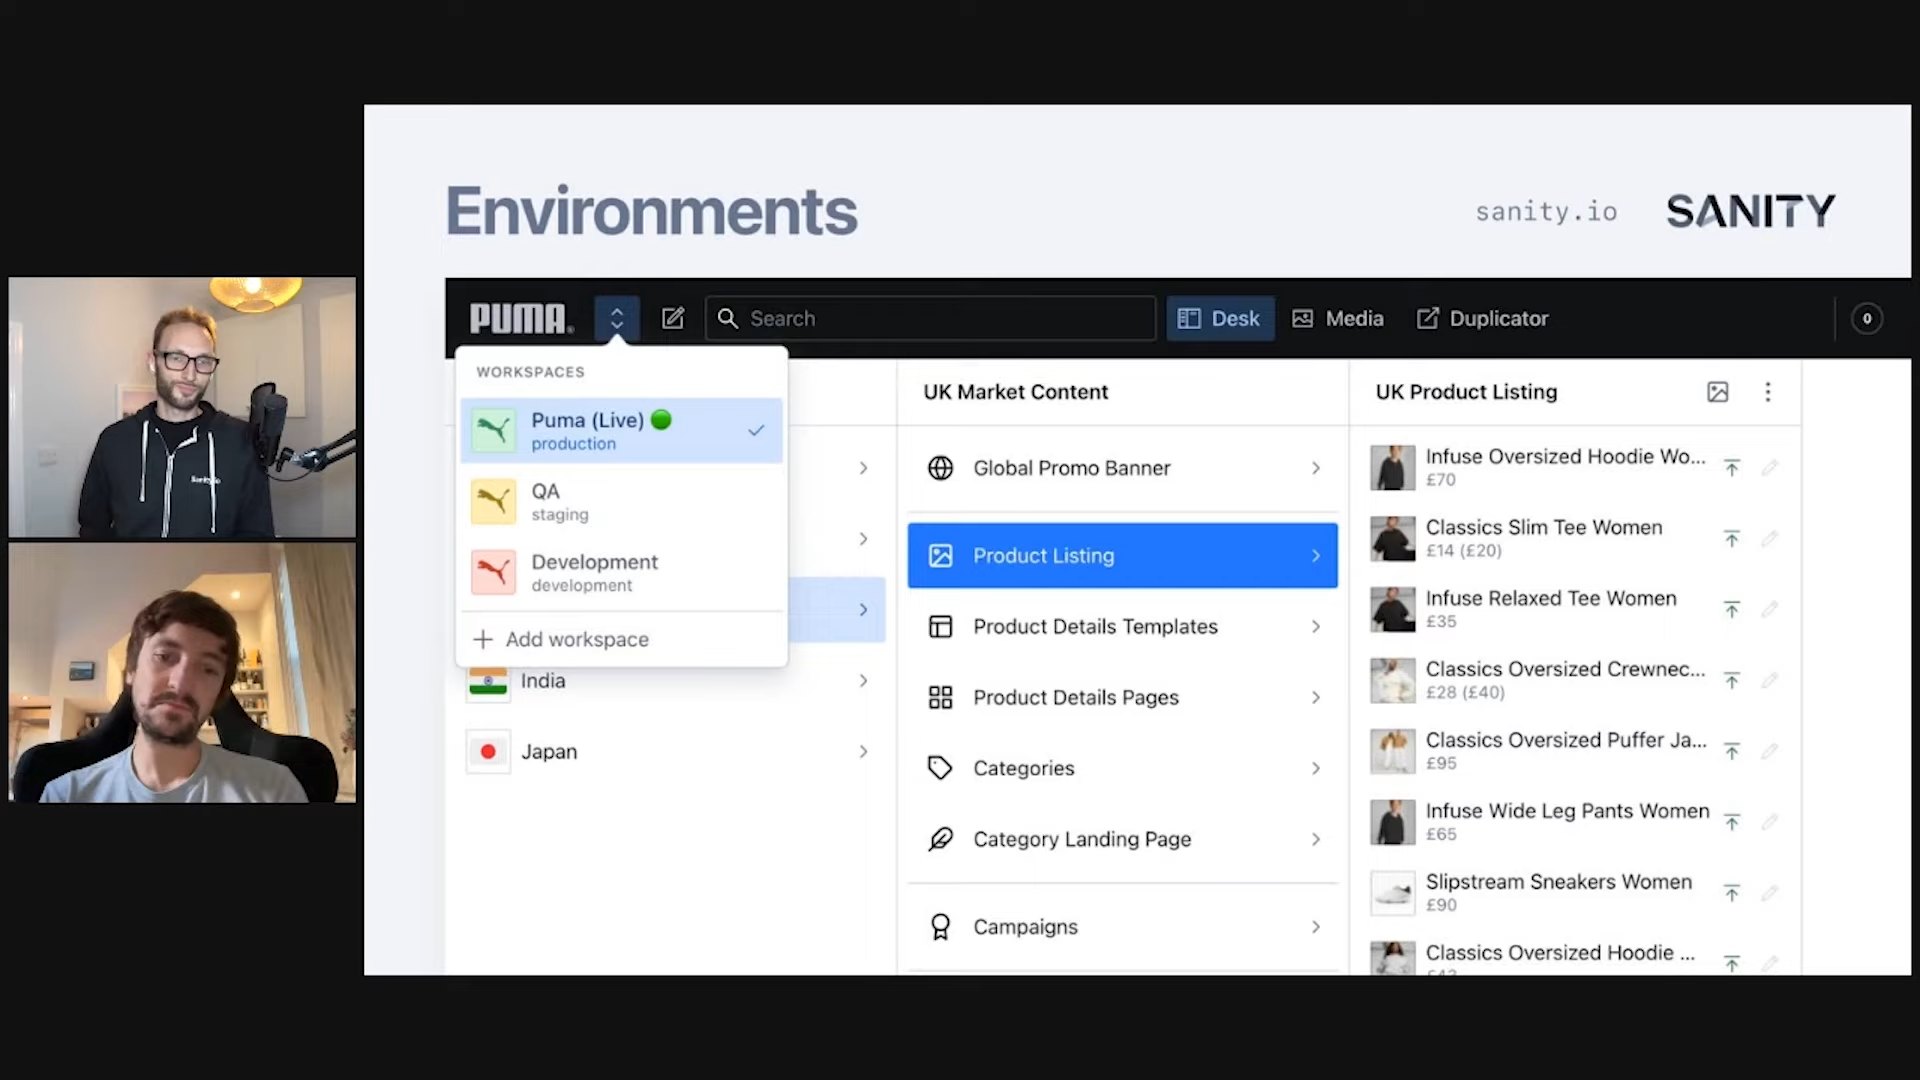 Environments
sanity.io
SANITY
PUMA
Search
Desk
Media
Duplicator
0
WORKSPACES
Puma (Live)
production
QA
staging
Development
development
Add workspace
India
Japan
UK Market Content
Global Promo Banner
Product Listing
Product Details Templates
Product Details Pages
Categories
Category Landing Page
Campaigns
UK Product Listing
Infuse Oversized Hoodie Wo...
£70
Classics Slim Tee Women
£14 (£20)
Infuse Relaxed Tee Women
£35
Classics Oversized Crewnec...
£28 (£40)
Classics Oversized Puffer Ja...
£95
Infuse Wide Leg Pants Women
£65
Slipstream Sneakers Women
£90
Classics Oversized Hoodie ...